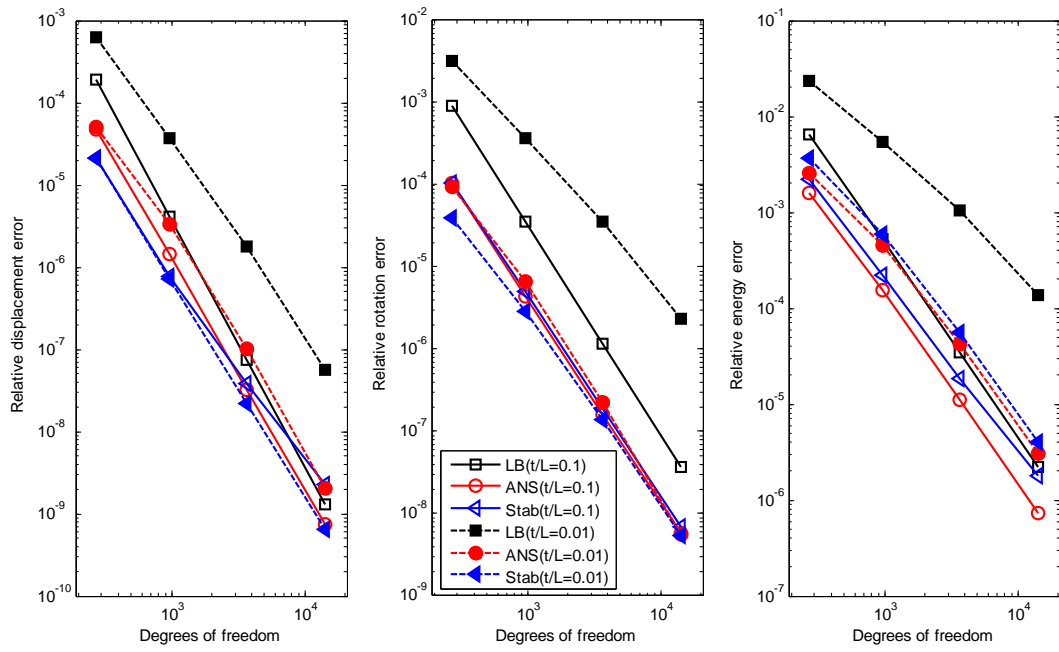 Relative displacement error
10^-3
10^-4
10^-5
10^-6
10^-7
10^-8
10^-9
10^-10
10^3
10^4
Degrees of freedom
Relative rotation error
10^-2
10^-3
10^-4
10^-5
10^-6
10^-7
10^-8
10^-9
LB(t/L=0.1)
ANS(t/L=0.1)
Stab(t/L=0.1)
LB(t/L=0.01)
ANS(t/L=0.01)
Stab(t/L=0.01)
10^3
10^4
Degrees of freedom
Relative energy error
10^-1
10^-2
10^-3
10^-4
10^-5
10^-6
10^-7
10^3
10^4
Degrees of freedom